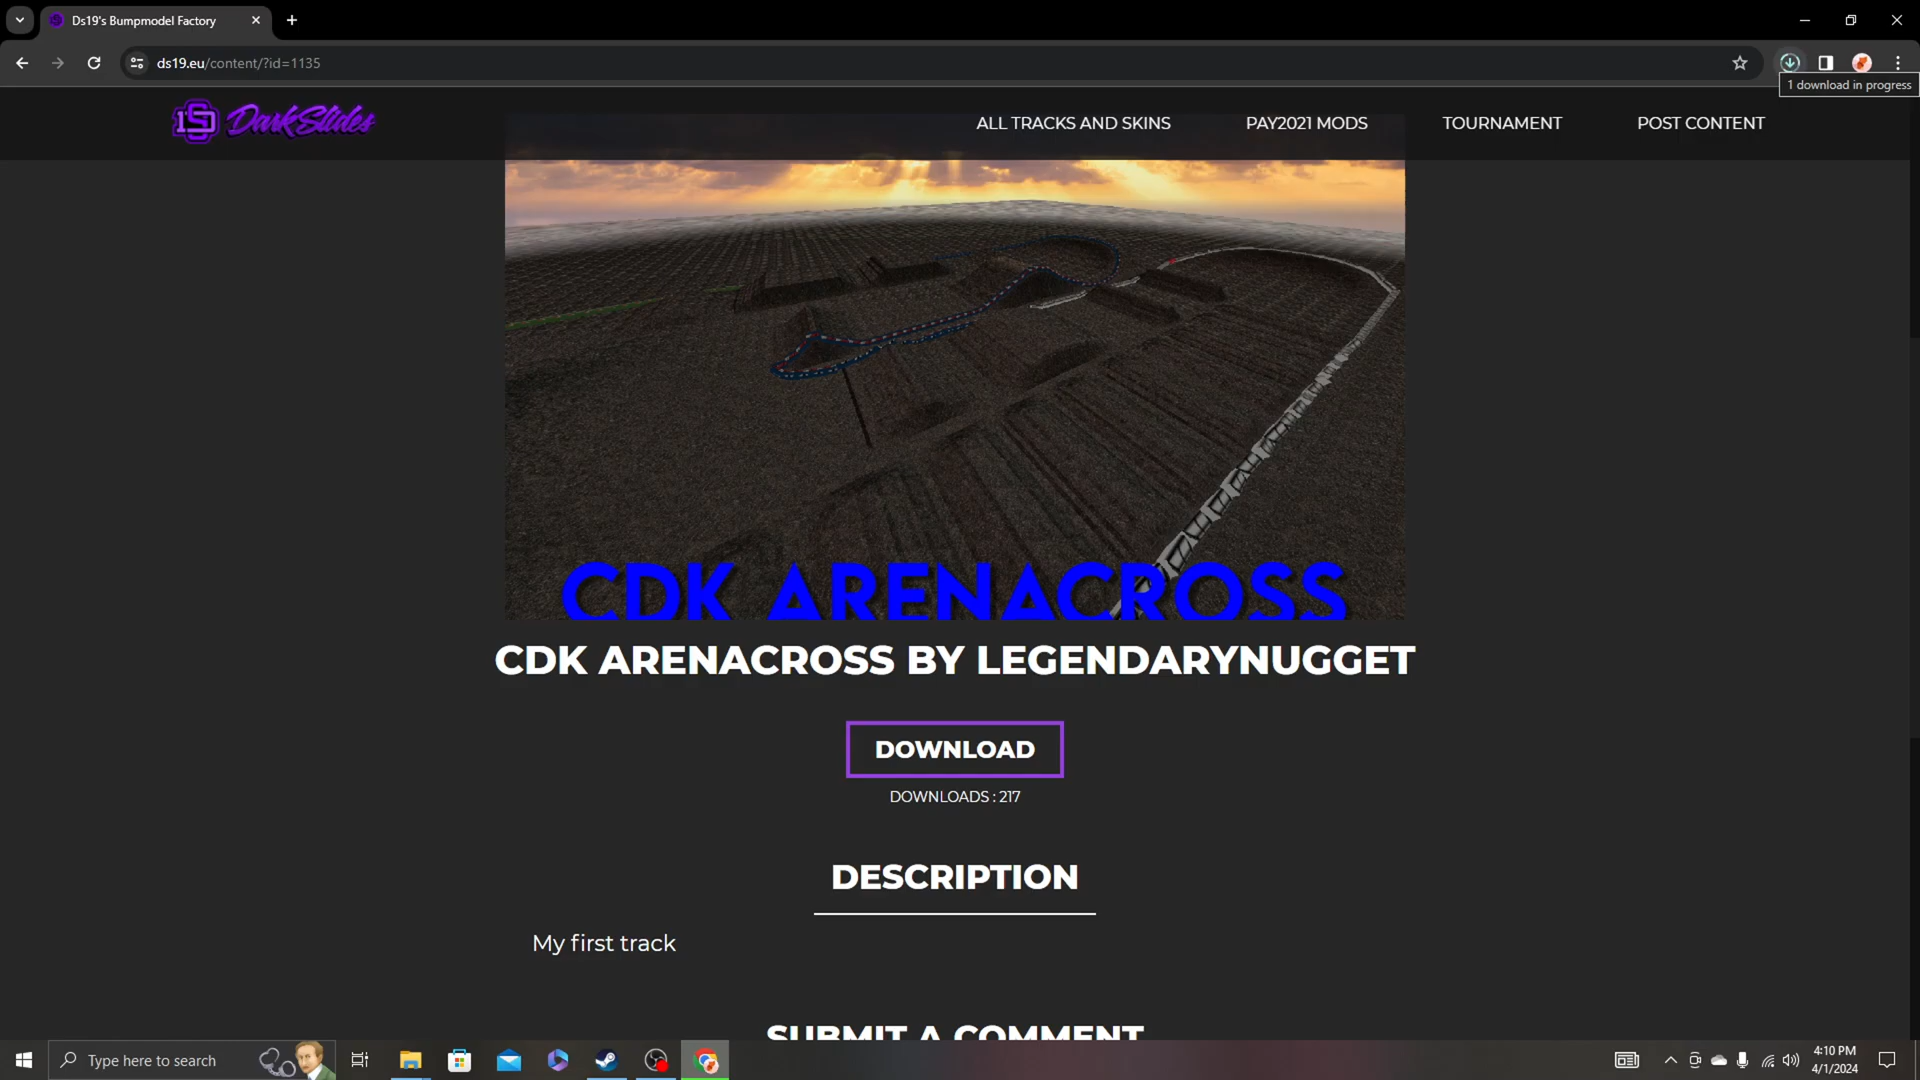 Ds19's Bumpmodel Factory
ds19.eu/content/?id=1135
1 download in progress
DS19 DarkSlides
ALL TRACKS AND SKINS
PAY2021 MODS
TOURNAMENT
POST CONTENT
CDK ARENACROSS
CDK ARENACROSS BY LEGENDARYNUGGET
DOWNLOAD
DOWNLOADS : 217
DESCRIPTION
My first track
SUBMIT A COMMENT
Type here to search
4:10 PM
4/1/2024